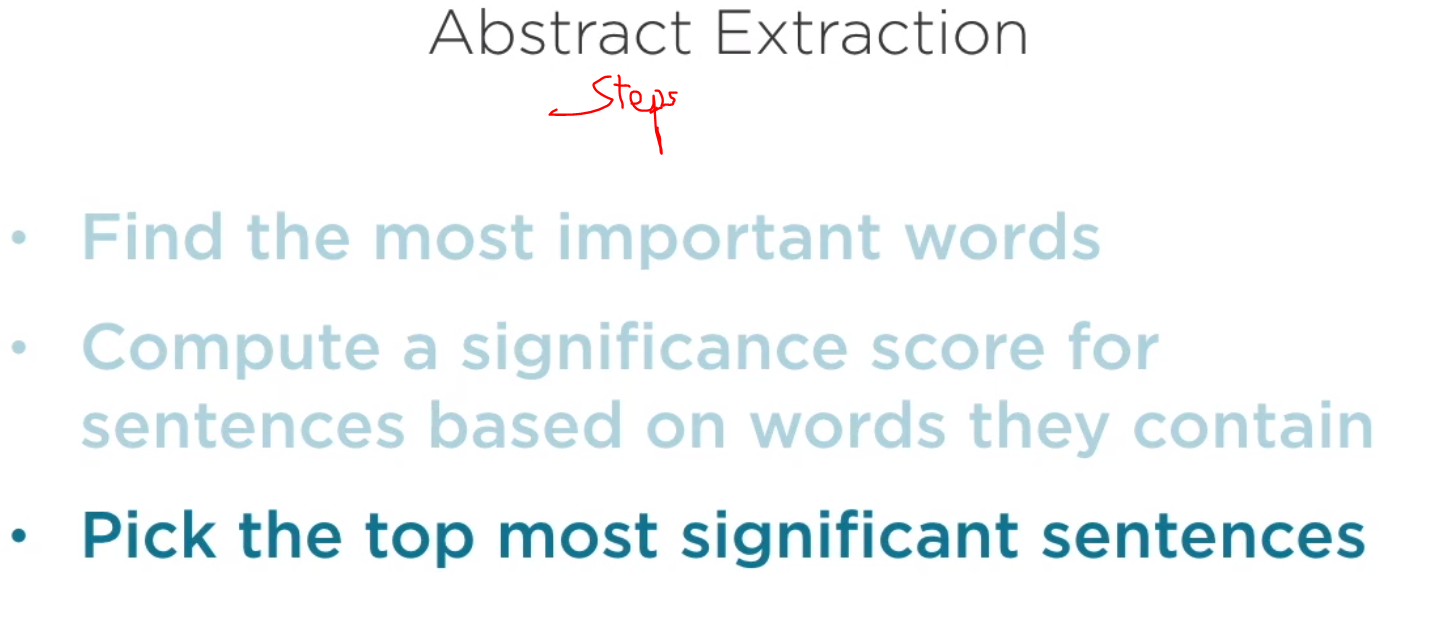 Abstract Extraction
Steps
• Find the most important words
• Compute a significance score for
sentences based on words they contain
• Pick the top most significant sentences